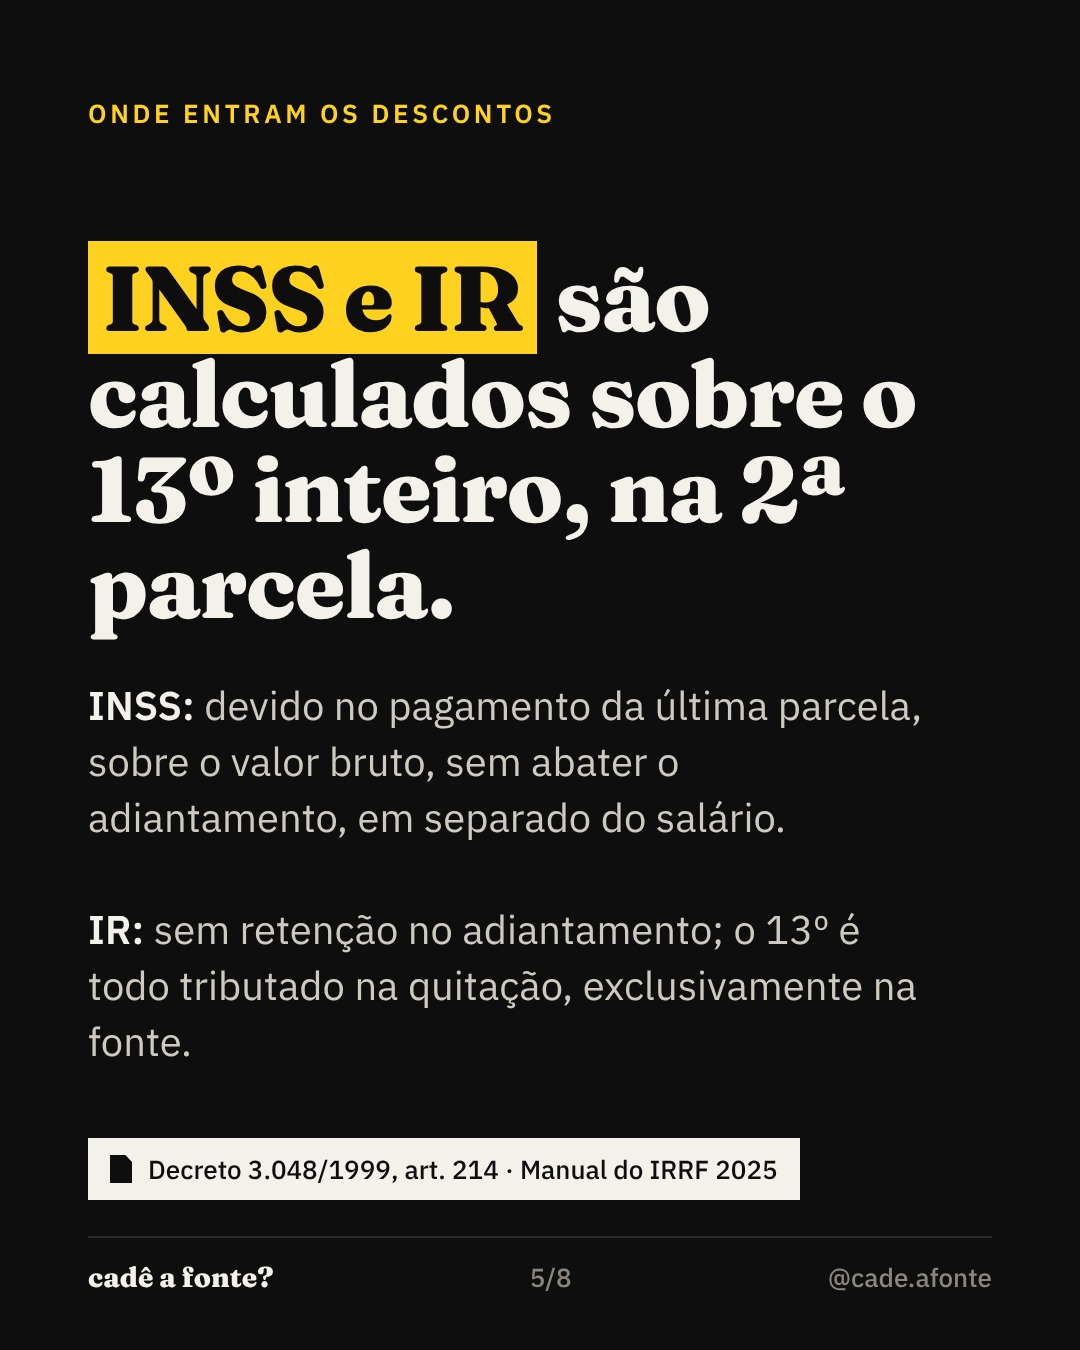 ONDE ENTRAM OS DESCONTOS
INSS e IR são
calculados sobre o
13º inteiro, na 2ª
parcela.
INSS: devido no pagamento da última parcela,
sobre o valor bruto, sem abater o
adiantamento, em separado do salário.
IR: sem retenção no adiantamento; o 13º é
todo tributado na quitação, exclusivamente na
fonte.
Decreto 3.048/1999, art. 214 · Manual do IRRF 2025
cadê a fonte?
5/8
@cade.afonte